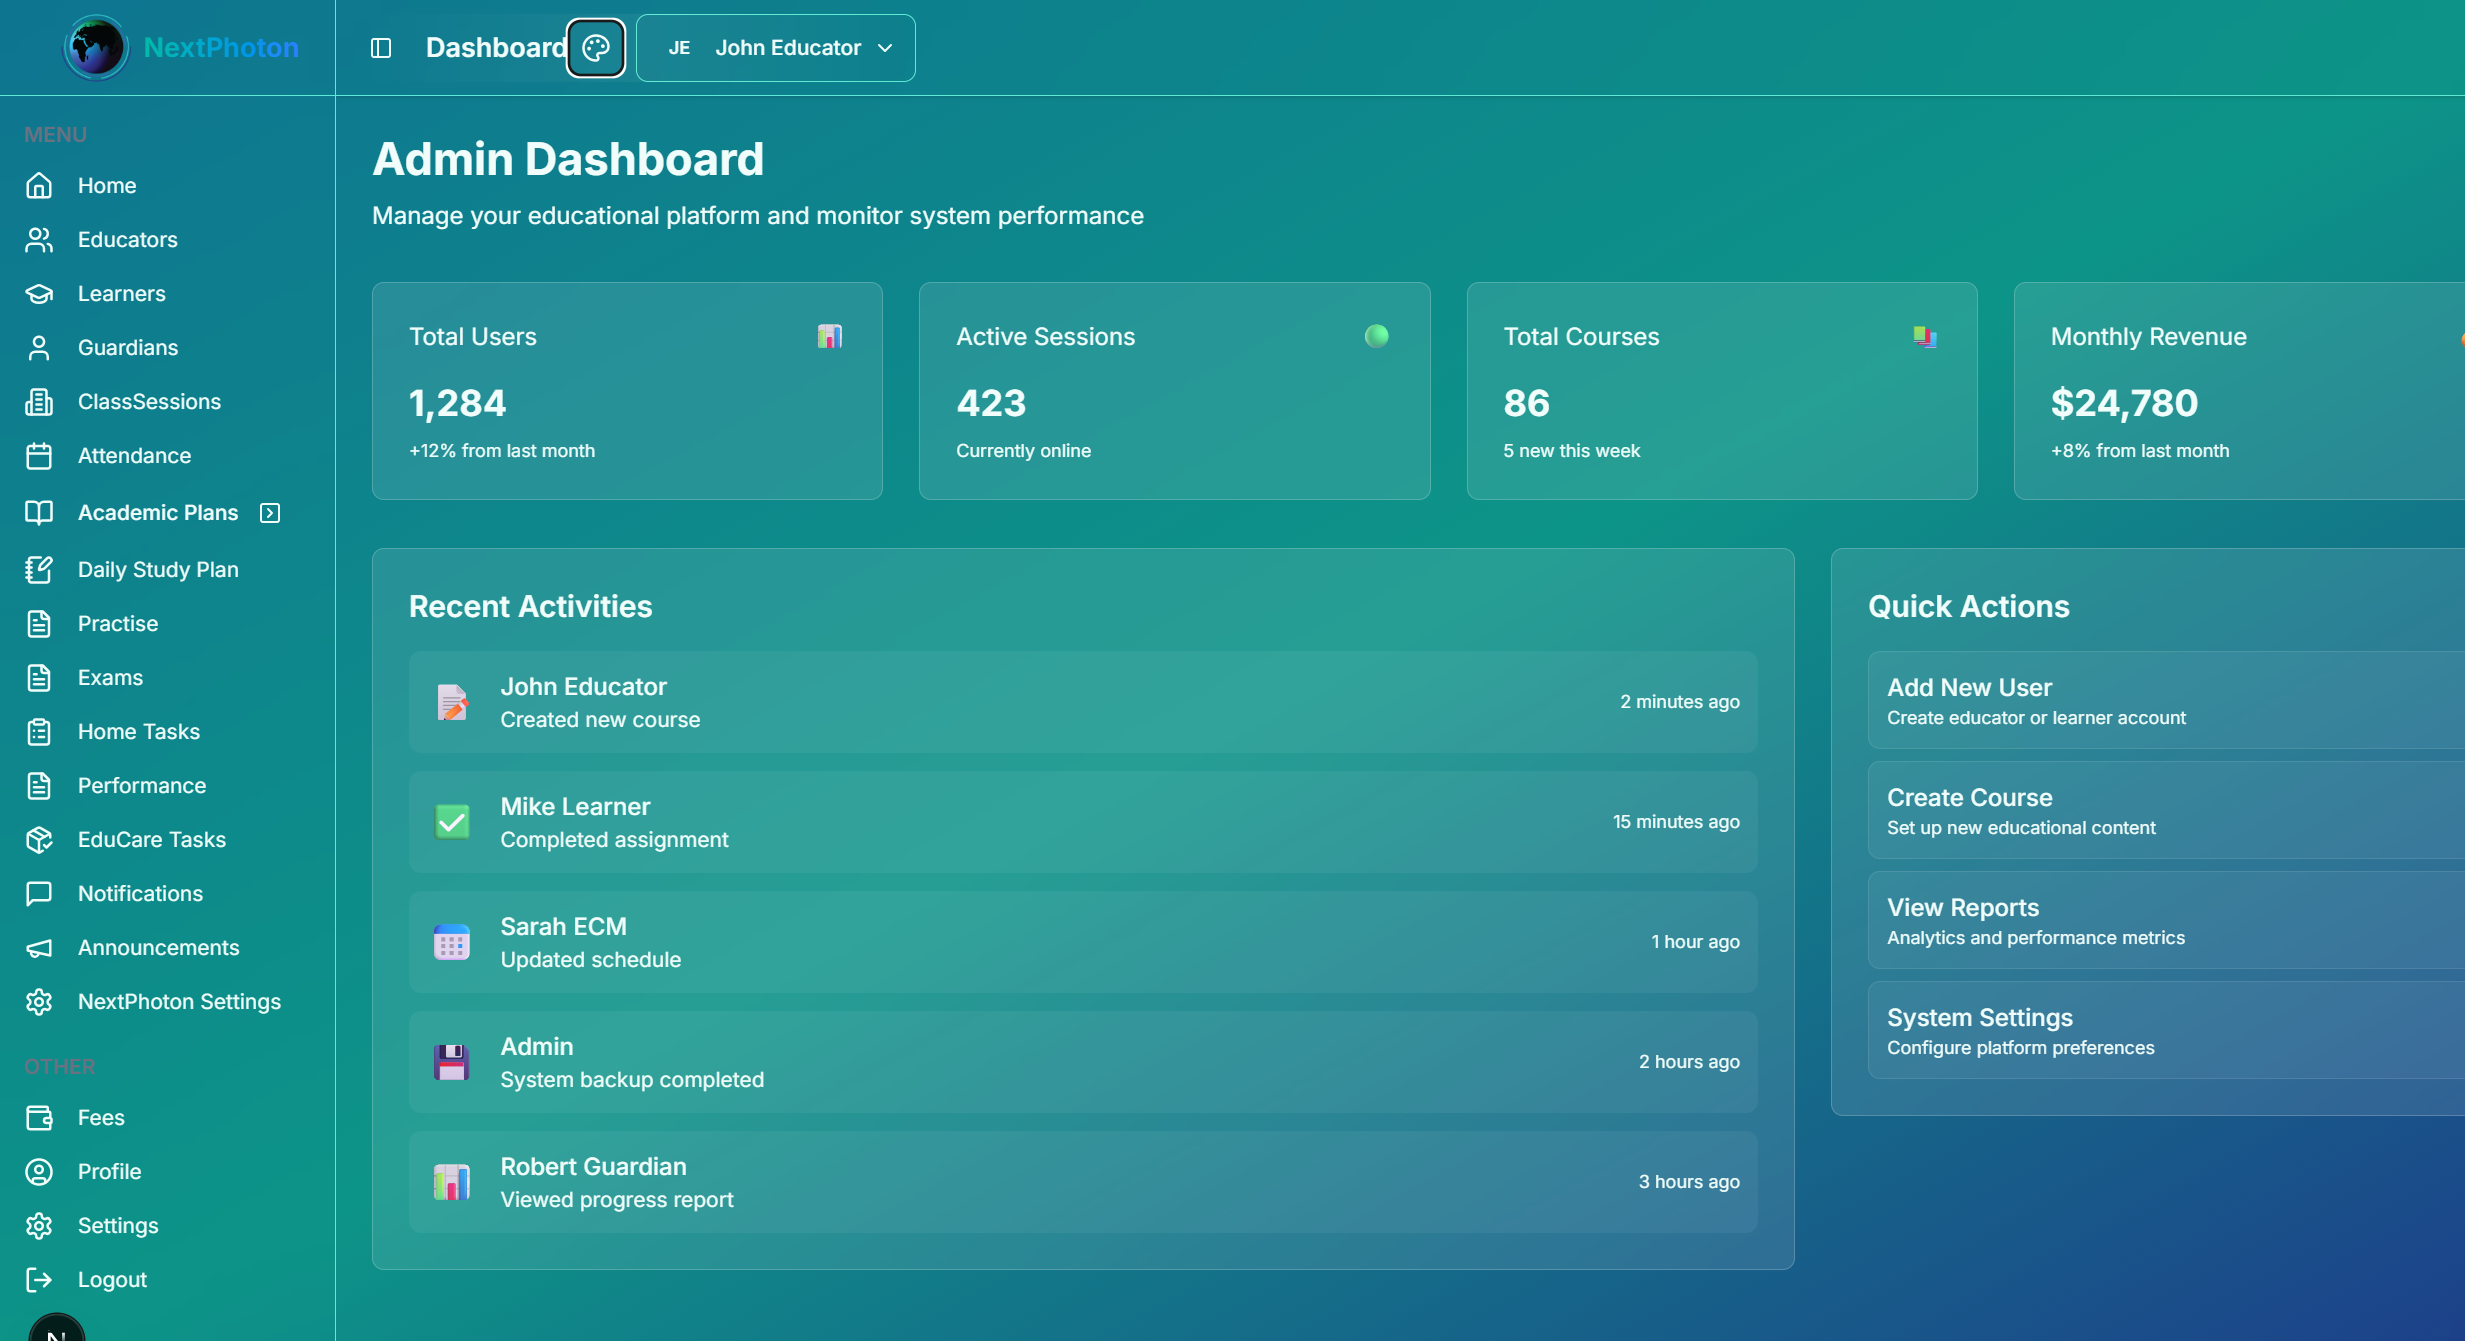 NextPhoton
Dashboard
JE John Educator
MENU
Home
Educators
Learners
Guardians
ClassSessions
Attendance
Academic Plans
Daily Study Plan
Practise
Exams
Home Tasks
Performance
EduCare Tasks
Notifications
Announcements
NextPhoton Settings
OTHER
Fees
Profile
Settings
Logout
N
Admin Dashboard
Manage your educational platform and monitor system performance
Total Users
1,284
+12% from last month
Active Sessions
423
Currently online
Total Courses
86
5 new this week
Monthly Revenue
$24,780
+8% from last month
Recent Activities
John Educator
Created new course
2 minutes ago
Mike Learner
Completed assignment
15 minutes ago
Sarah ECM
Updated schedule
1 hour ago
Admin
System backup completed
2 hours ago
Robert Guardian
Viewed progress report
3 hours ago
Quick Actions
Add New User
Create educator or learner account
Create Course
Set up new educational content
View Reports
Analytics and performance metrics
System Settings
Configure platform preferences